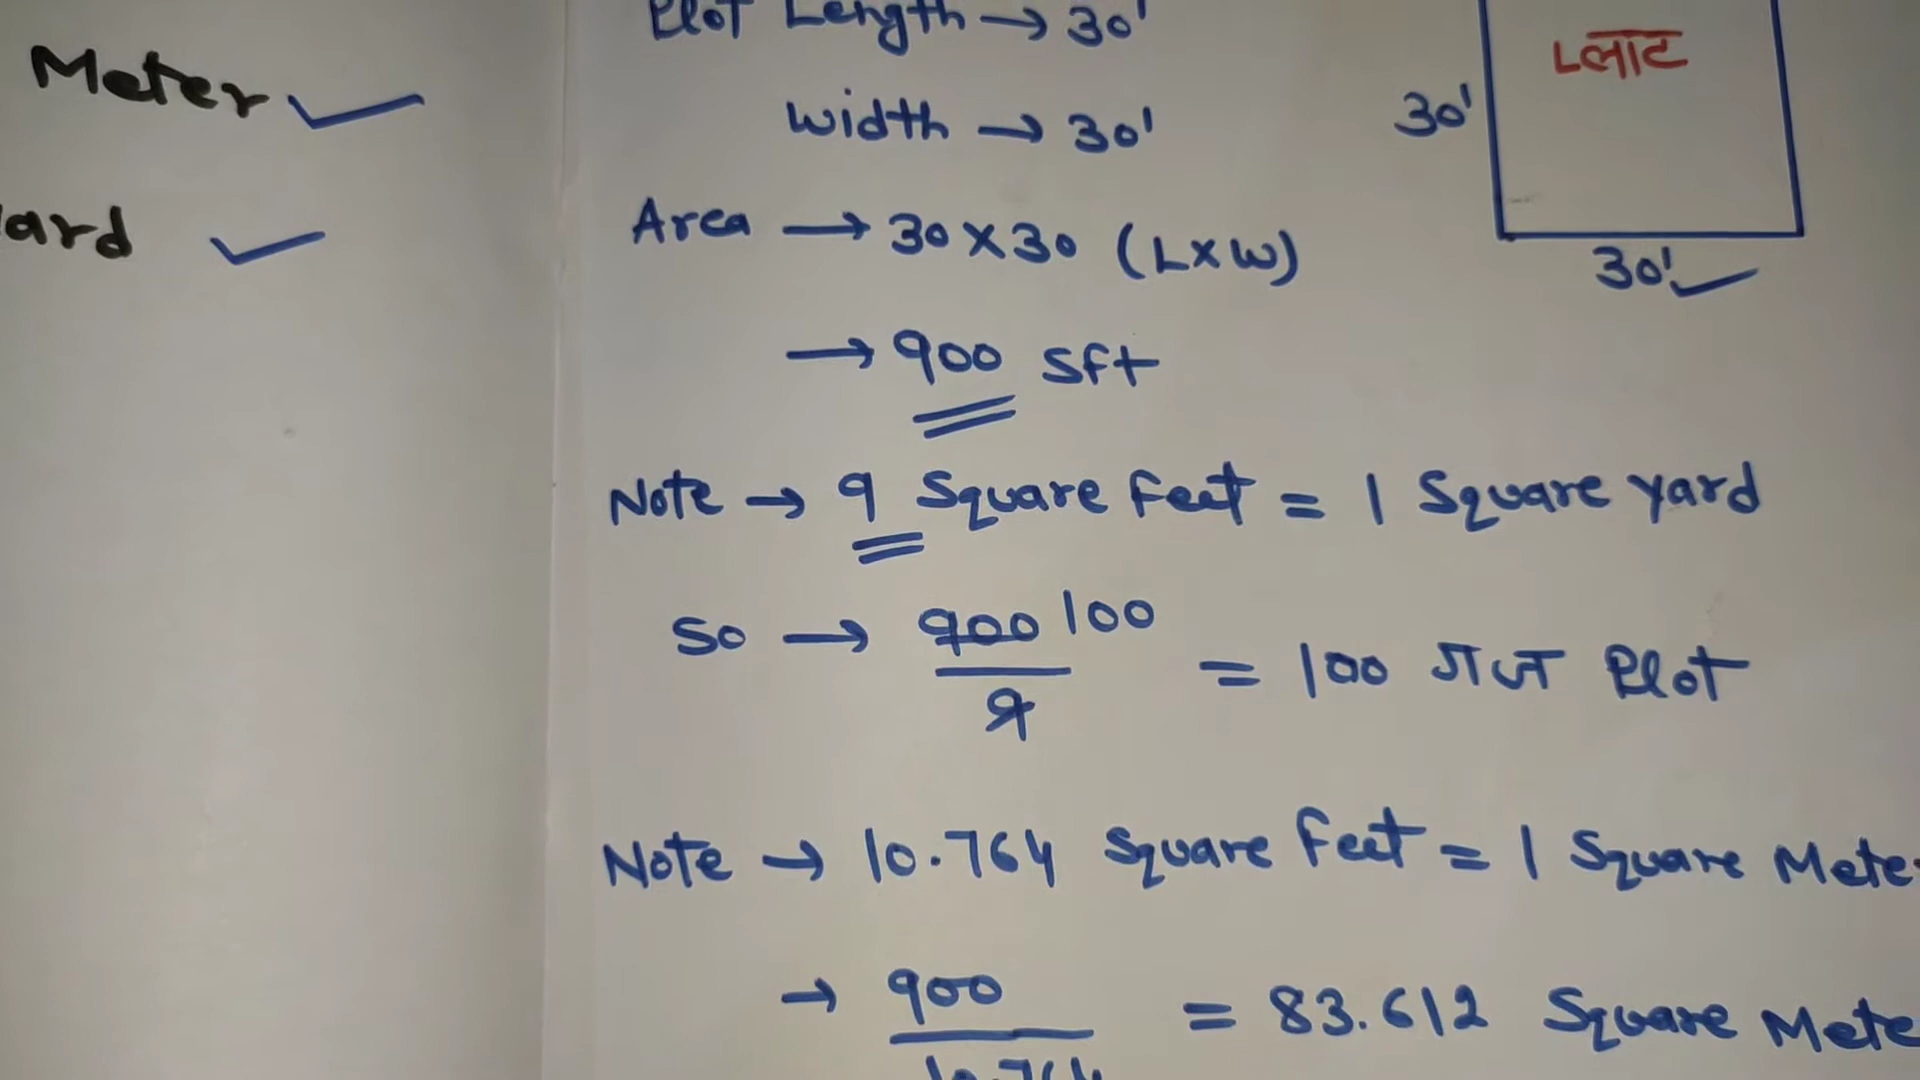 Meter
ard
Plot Length → 30'
Width → 30'
Area → 30×30 (L×W)
→ 900 Sft
Note → 9 Square Feet = 1 Square Yard
So → 900 100
9
= 100 गज Plot
Note → 10.764 Square Feet = 1 Square Mete
→ 900
10.764
= 83.612 Square Mete
प्लाट
30'
30'